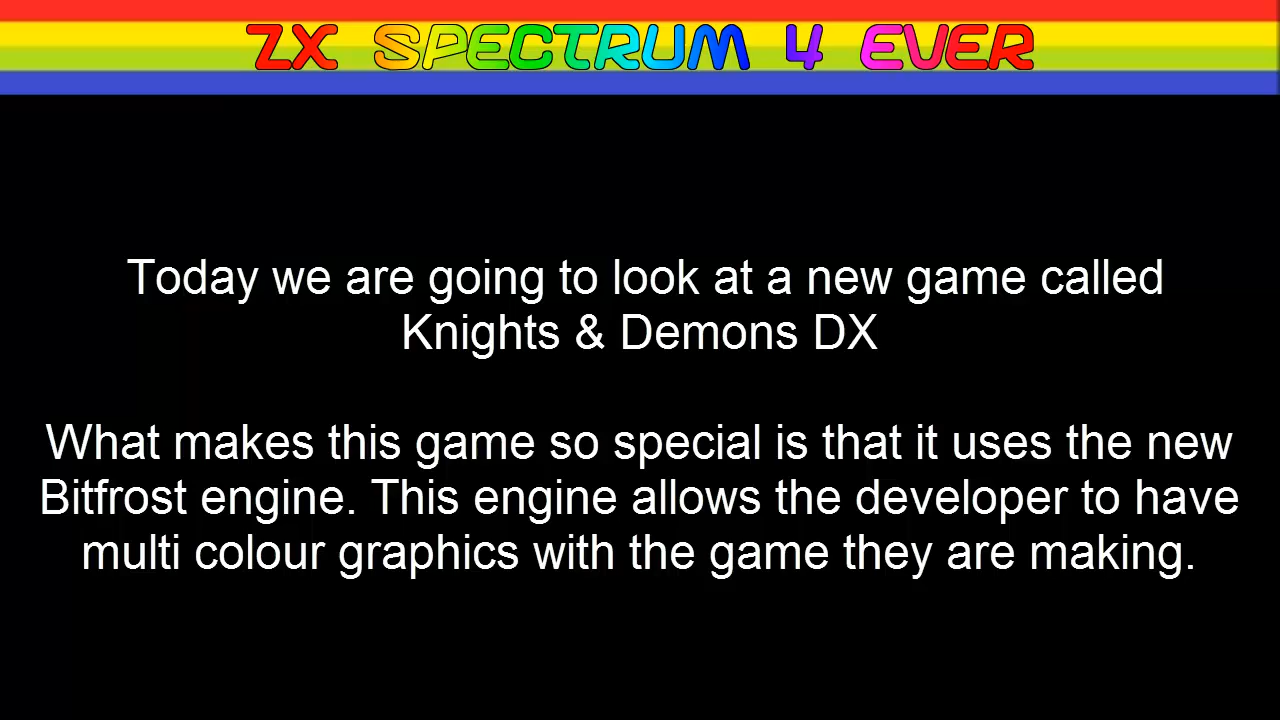 ZX SPECTRUM 4 EVER
Today we are going to look at a new game called
Knights & Demons DX
What makes this game so special is that it uses the new
Bitfrost engine. This engine allows the developer to have
multi colour graphics with the game they are making.